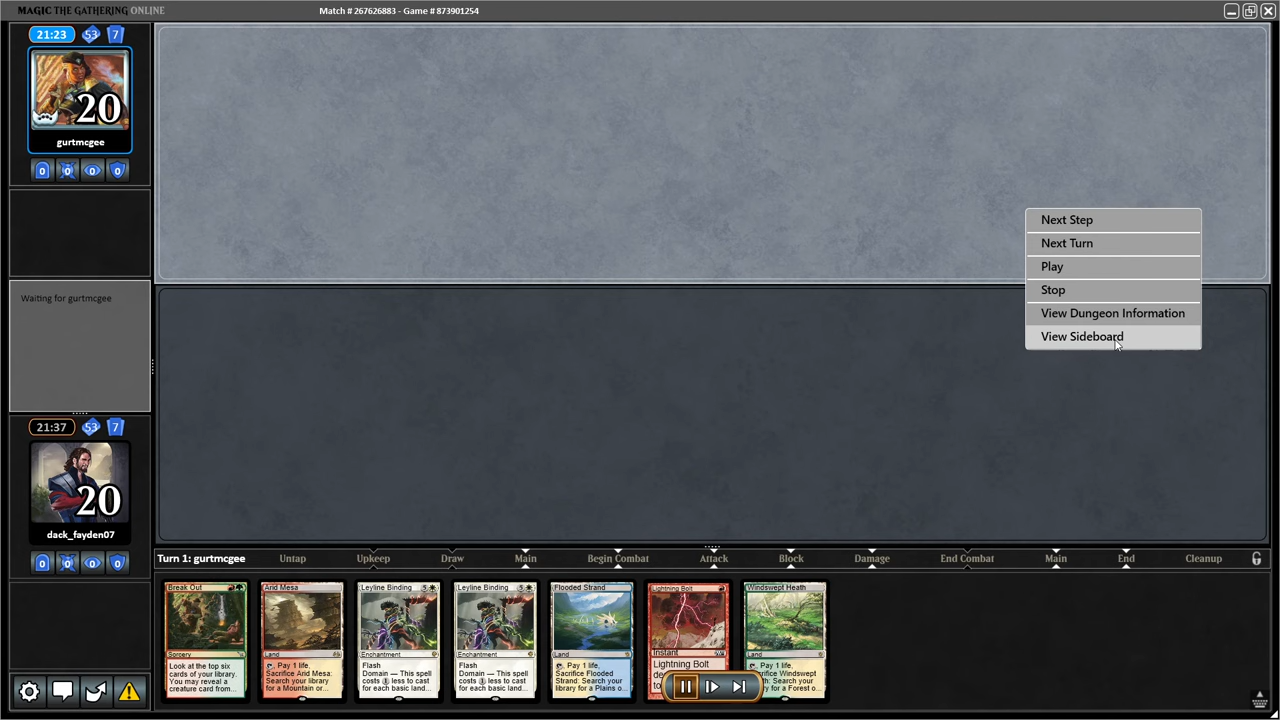 MAGIC THE GATHERING ONLINE
Match # 267626883 - Game # 873901254
21:23
53
7
20
gurtmcgee
0
0
0
0
Waiting for gurtmcgee
Next Step
Next Turn
Play
Stop
View Dungeon Information
View Sideboard
21:37
53
7
20
dack_fayden07
0
0
0
0
Turn 1: gurtmcgee
Untap
Upkeep
Draw
Main
Begin Combat
Attack
Block
Damage
End Combat
Main
End
Cleanup
Break Out
Sorcery
Look at the top six
cards of your library.
You may reveal a
creature card from...
Arid Mesa
Land
: Pay 1 life,
Sacrifice Arid Mesa:
Search your library
for a Mountain or...
Leyline Binding
5
Enchantment
Flash
Domain — This spell
costs 1 less to cast
for each basic land...
Leyline Binding
5
Enchantment
Flash
Domain — This spell
costs 1 less to cast
for each basic land...
Flooded Strand
Land
: Pay 1 life,
Sacrifice Flooded
Strand: Search your
library for a Plains o...
Lightning Bolt
Instant
Lightning Bolt
Windswept Heath
Land
: Pay 1 life,
Sacrifice Windswept
Search your
library for a Forest o...